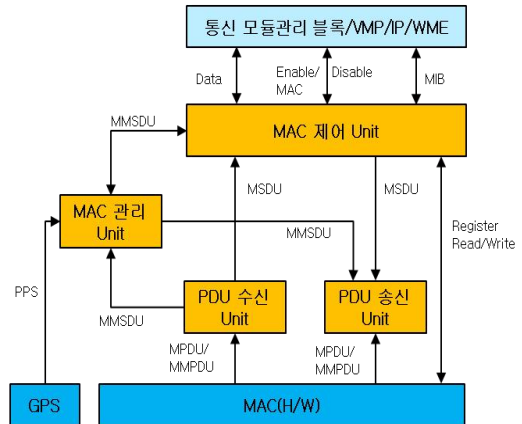 통신 모듈관리 블록/VMP/IP/WME
Data
Enable/
MAC
Disable
MIB
MMSDU
MAC 제어 Unit
MSDU
MSDU
MAC 관리
Unit
MMSDU
Register
Read/Write
PPS
MMSDU
PDU 수신
Unit
PDU 송신
Unit
MPDU/
MMPDU
MPDU/
MMPDU
GPS
MAC(H/W)